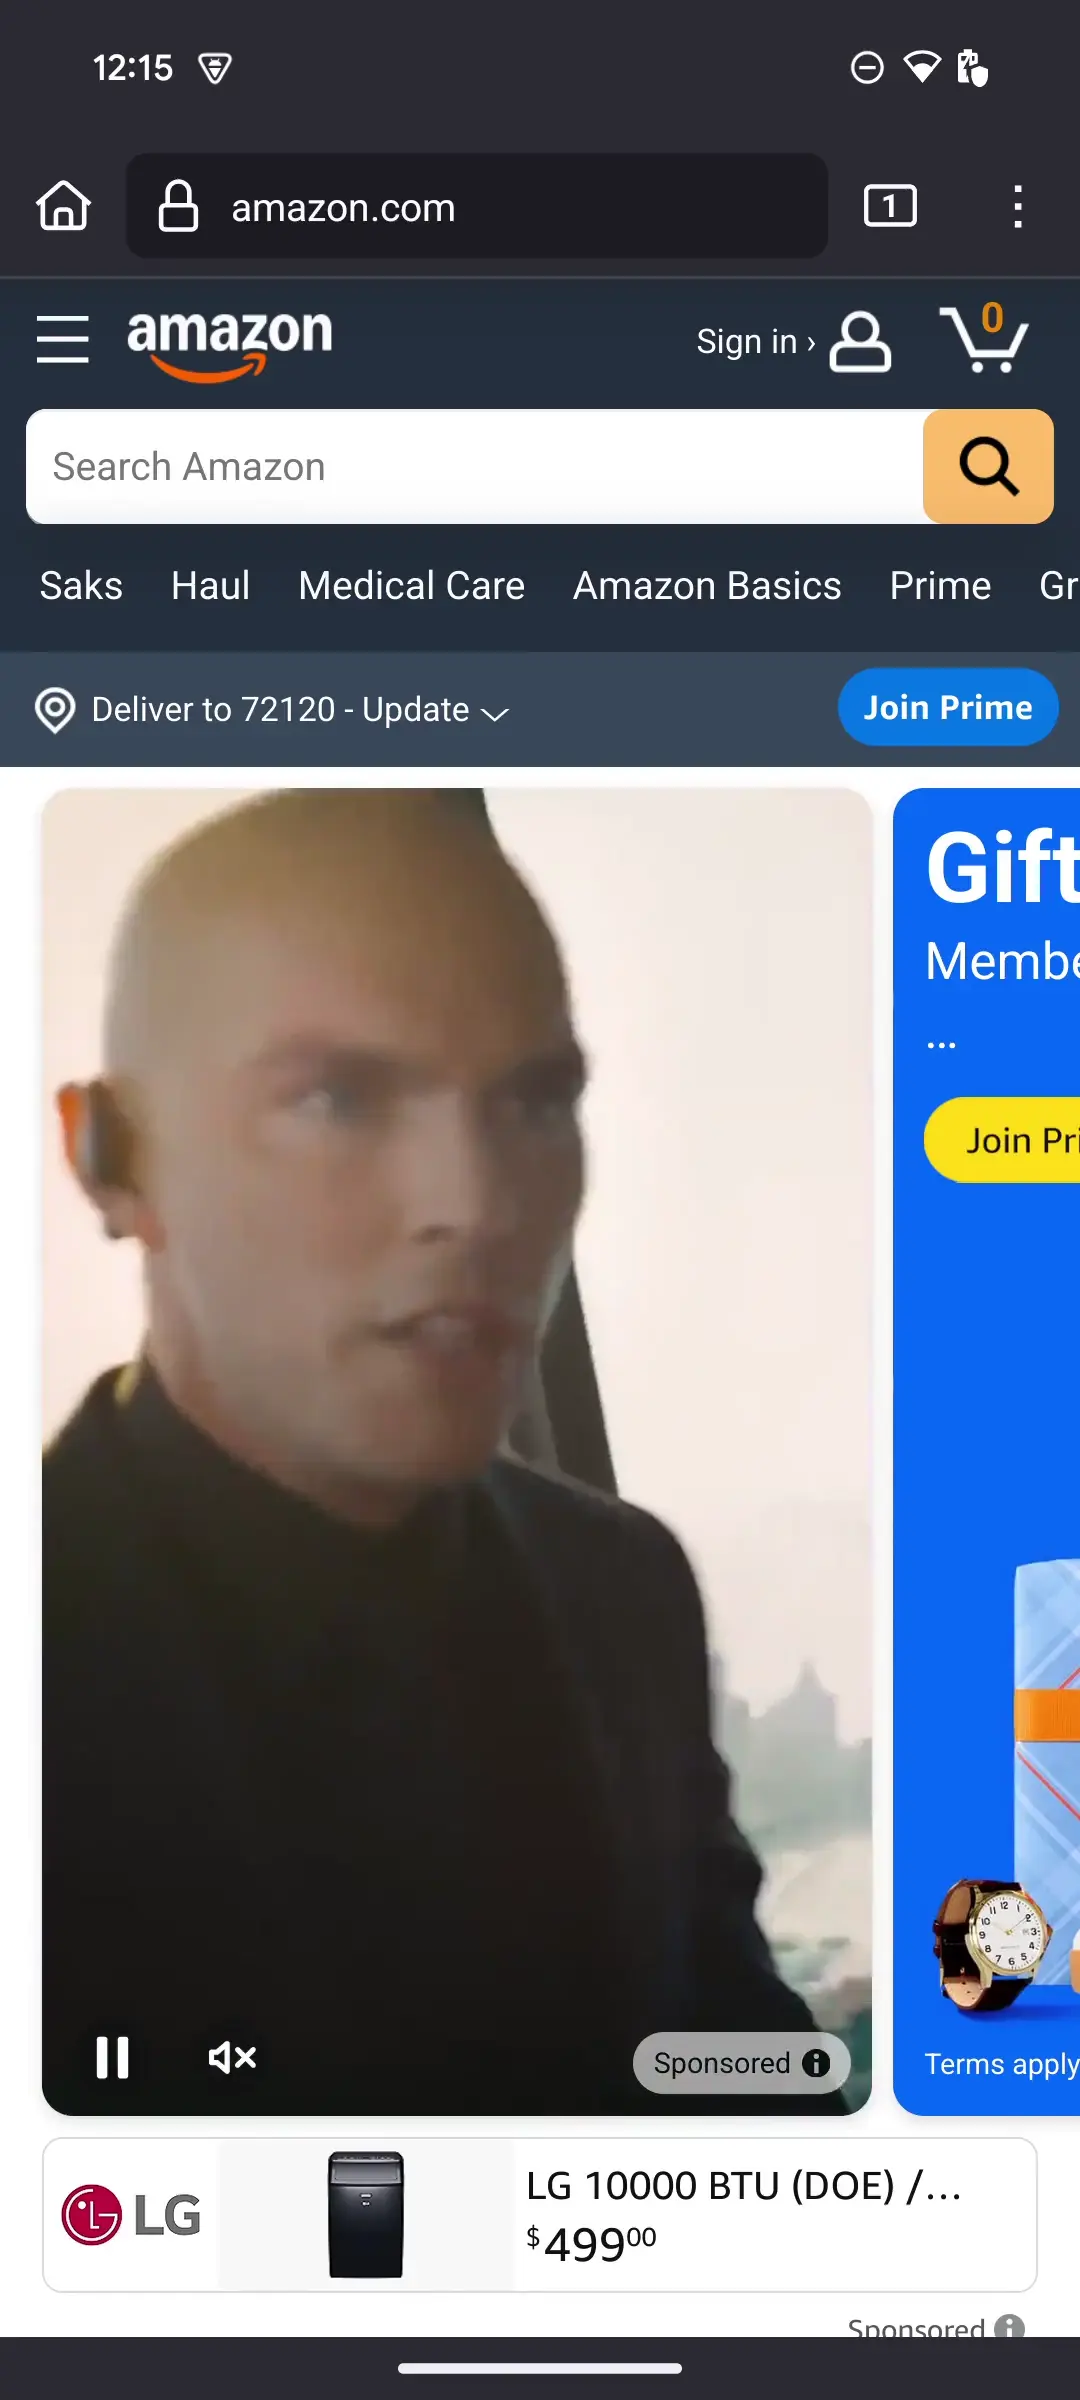 12:15
amazon.com
1
amazon
Sign in ›
0
Search Amazon
Saks Haul Medical Care Amazon Basics Prime Gr
Deliver to 72120 - Update
Join Prime
Gift
Membe
...
Join Pri
Sponsored
Terms apply
LG
LG 10000 BTU (DOE) /...
$49900
Sponsored